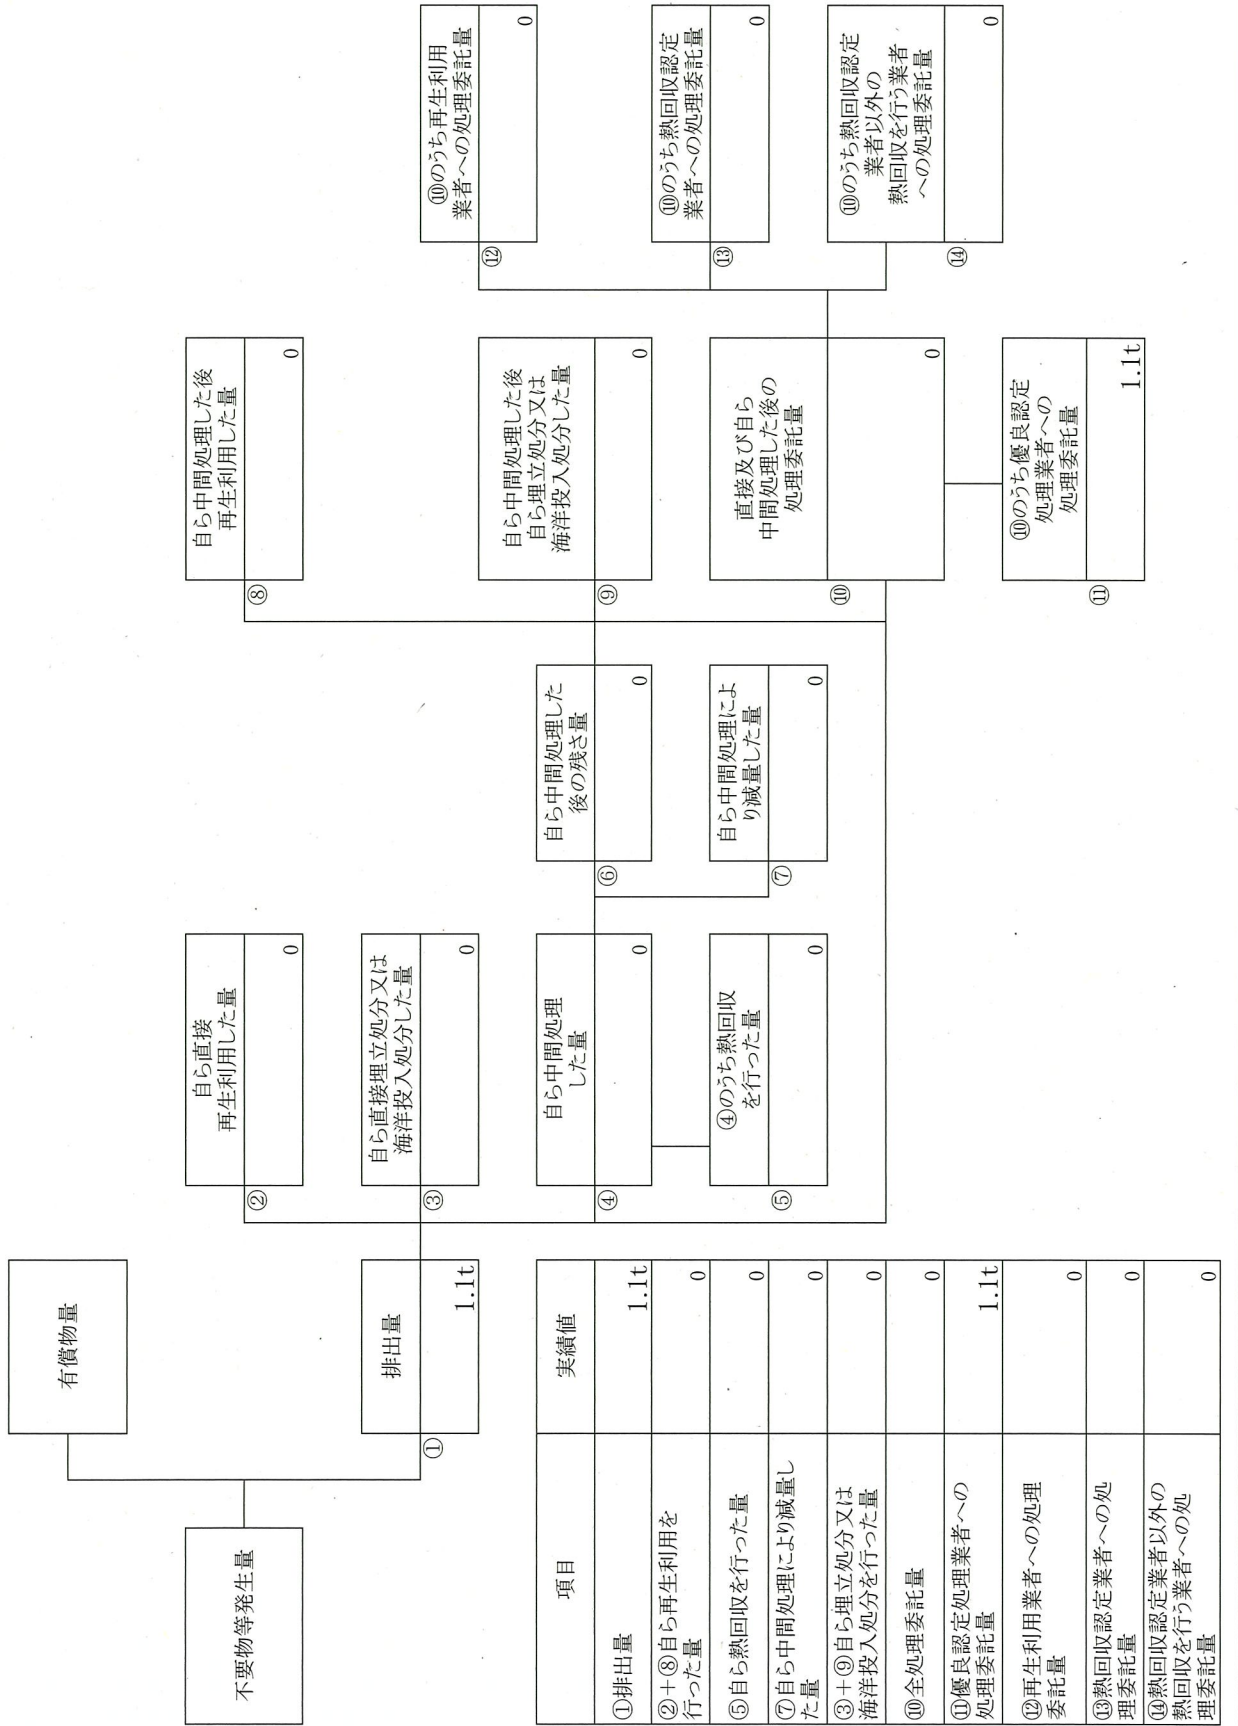 有償物量
不要物等発生量
排出量
①
1.1t
自ら直接
再生利用した量
②
0
自ら直接埋立処分又は
海洋投入処分した量
③
0
自ら中間処理
した量
④
0
④のうち熱回収
を行った量
⑤
0
自ら中間処理した
後の残さ量
⑥
0
自ら中間処理によ
り減量した量
⑦
0
自ら中間処理した後
再生利用した量
⑧
0
自ら中間処理した後
自ら埋立処分又は
海洋投入処分した量
⑨
0
直接及び自ら
中間処理した後の
処理委託量
⑩
0
⑩のうち優良認定
処理業者への
処理委託量
⑪
1.1t
⑩のうち再生利用
業者への処理委託量
⑫
0
⑩のうち熱回収認定
業者への処理委託量
⑬
0
⑩のうち熱回収認定
業者以外の
熱回収を行う業者
への処理委託量
⑭
0
項目 実績値
①排出量 1.1t
②+⑧自ら再生利用を
行った量 0
⑤自ら熱回収を行った量 0
⑦自ら中間処理により減量し
た量 0
③+⑨自ら埋立処分又は
海洋投入処分を行った量 0
⑩全処理委託量 0
⑪優良認定処理業者への
処理委託量 1.1t
⑫再生利用業者への処理
委託量 0
⑬熱回収認定業者への処
理委託量 0
⑭熱回収認定業者以外の
熱回収を行う業者への処
理委託量 0